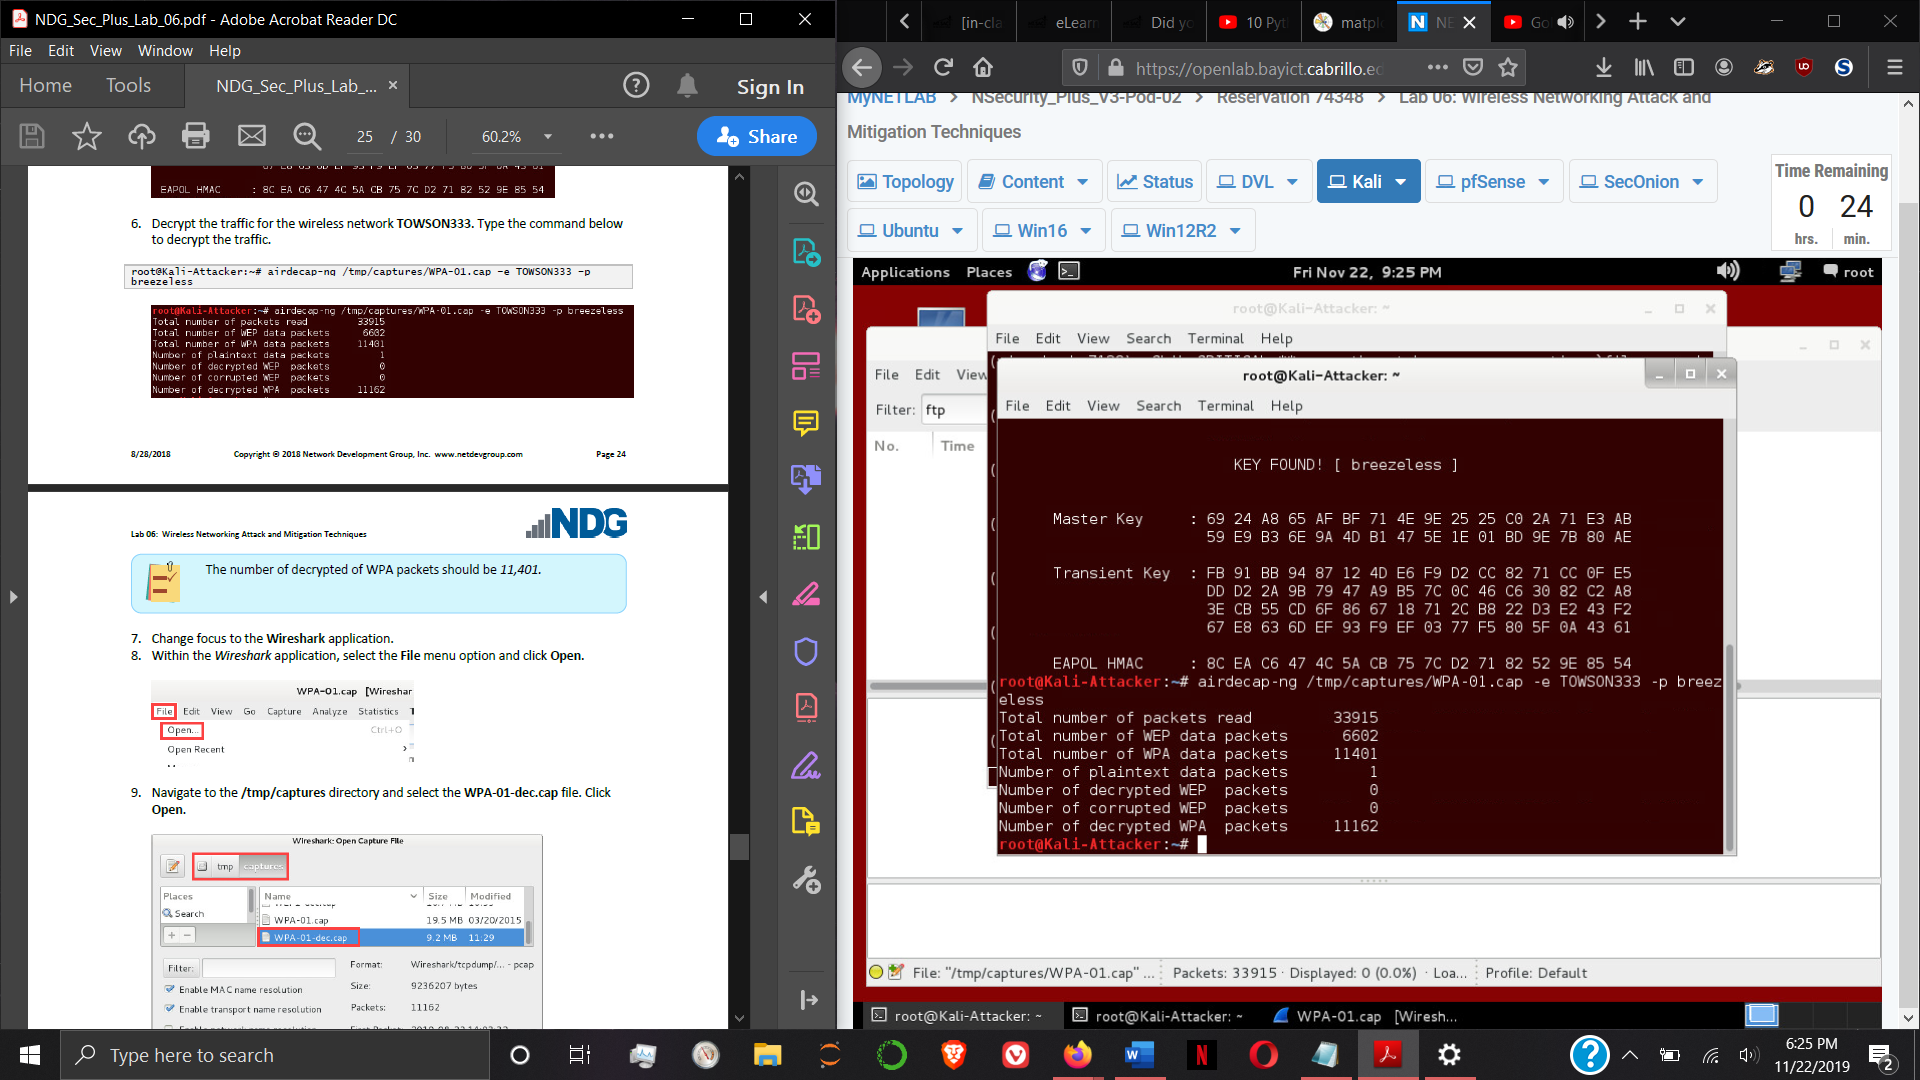 NDG_Sec_Plus_Lab_06.pdf - Adobe Acrobat Reader DC
File Edit View Window Help
Home Tools NDG_Sec_Plus_Lab_... × Sign In
25 / 30 60.2% Share
EAPOL HMAC : 8C EA C6 47 4C 5A CB 75 7C D2 71 82 52 9E 85 54
6. Decrypt the traffic for the wireless network TOWSON333. Type the command below
to decrypt the traffic.
root@Kali-Attacker:~# airdecap-ng /tmp/captures/WPA-01.cap -e TOWSON333 -p
breezeless
root@Kali-Attacker:~# airdecap-ng /tmp/captures/WPA-01.cap -e TOWSON333 -p breezeless
Total number of packets read 33915
Total number of WEP data packets 6602
Total number of WPA data packets 11401
Number of plaintext data packets 1
Number of decrypted WEP packets 0
Number of corrupted WEP packets 0
Number of decrypted WPA packets 11162
8/28/2018 Copyright © 2018 Network Development Group, Inc. www.netdevgroup.com Page 24
Lab 06: Wireless Networking Attack and Mitigation Techniques
NDG
The number of decrypted of WPA packets should be 11,401.
7. Change focus to the Wireshark application.
8. Within the Wireshark application, select the File menu option and click Open.
WPA-01.cap [Wireshar
File Edit View Go Capture Analyze Statistics
Open... Ctrl+O
Open Recent
9. Navigate to the /tmp/captures directory and select the WPA-01-dec.cap file. Click
Open.
Wireshark: Open Capture File
tmp captures
Places Name Size Modified
Search
WPA-01.cap 19.5 MB 03/20/2015
WPA-01-dec.cap 9.2 MB 11:29
Filter: Format: Wireshark/tcpdump/... - pcap
Enable MAC name resolution Size: 9236207 bytes
Enable transport name resolution Packets: 11162
[in-cla eLearn Did yo 10 Pyt matpl NE Go
https://openlab.bayict.cabrillo.ed
MyNETLAB > NSecurity_Plus_V3-Pod-02 > Reservation 74348 > Lab 06: Wireless Networking Attack and
Mitigation Techniques
Topology Content Status DVL Kali pfSense SecOnion
Ubuntu Win16 Win12R2
Time Remaining
0 24
hrs. min.
Applications Places Fri Nov 22, 9:25 PM root
root@Kali-Attacker: ~
File Edit View Search Terminal Help
File Edit View
Filter: ftp
No. Time
root@Kali-Attacker: ~
File Edit View Search Terminal Help
KEY FOUND! [ breezeless ]
Master Key : 69 24 A8 65 AF BF 71 4E 9E 25 25 C0 2A 71 E3 AB
59 E9 B3 6E 9A 4D B1 47 5E 1E 01 BD 9E 7B 80 AE
Transient Key : FB 91 BB 94 87 12 4D E6 F9 D2 CC 82 71 CC 0F E5
DD D2 2A 9B 79 47 A9 B5 7C 0C 46 C6 30 82 C2 A8
3E CB 55 CD 6F 86 67 18 71 2C B8 22 D3 E2 43 F2
67 E8 63 6D EF 93 F9 EF 03 77 F5 80 5F 0A 43 61
EAPOL HMAC : 8C EA C6 47 4C 5A CB 75 7C D2 71 82 52 9E 85 54
root@Kali-Attacker:~# airdecap-ng /tmp/captures/WPA-01.cap -e TOWSON333 -p breez
eless
Total number of packets read 33915
Total number of WEP data packets 6602
Total number of WPA data packets 11401
Number of plaintext data packets 1
Number of decrypted WEP packets 0
Number of corrupted WEP packets 0
Number of decrypted WPA packets 11162
root@Kali-Attacker:~#
File: "/tmp/captures/WPA-01.cap" ... Packets: 33915 · Displayed: 0 (0.0%) · Loa... Profile: Default
root@Kali-Attacker: ~ root@Kali-Attacker: ~ WPA-01.cap [Wiresh...
Type here to search
6:25 PM
11/22/2019
2